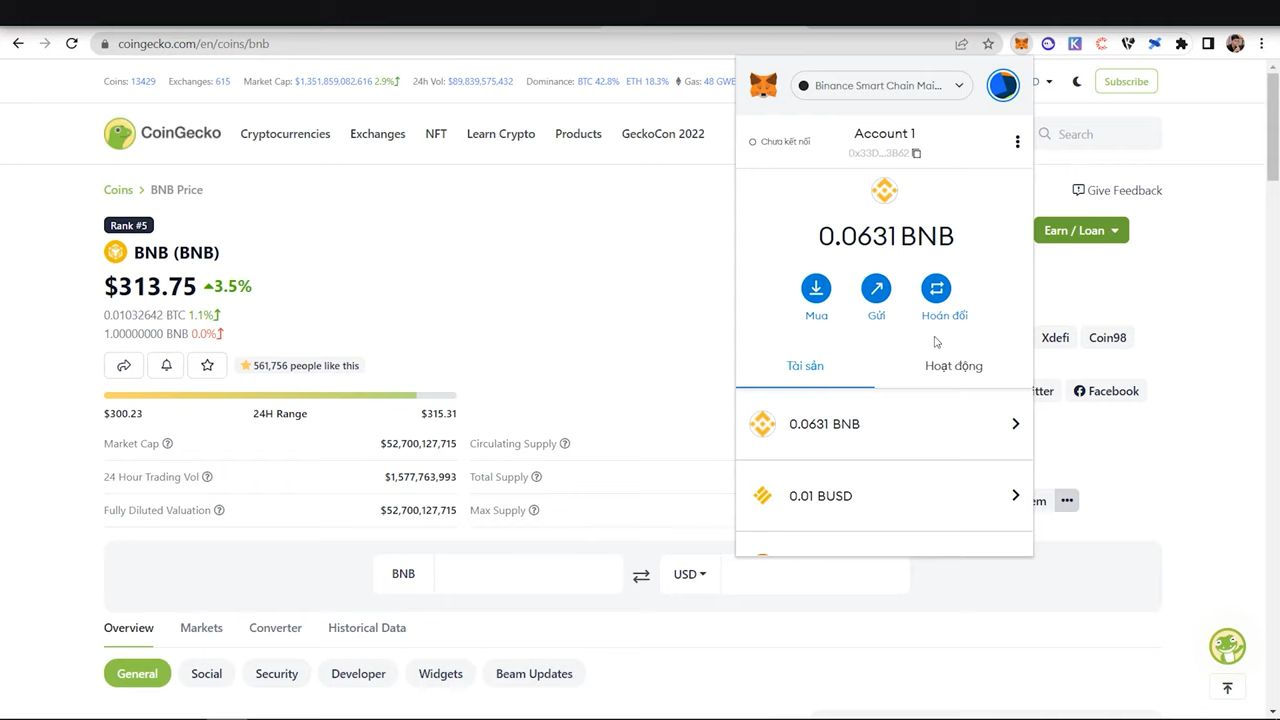 coingecko.com/en/coins/bnb
Coins: 13429 Exchanges: 615 Market Cap: $1,351,859,082,616 2.9% 24h Vol: $89,839,575,432 Dominance: BTC 42.8% ETH 18.3% Gas: 48 GWE
Subscribe
CoinGecko
Cryptocurrencies Exchanges NFT Learn Crypto Products GeckoCon 2022
Search
Coins > BNB Price
Give Feedback
Rank #5
BNB (BNB)
$313.75 3.5%
0.01032642 BTC 1.1%
1.00000000 BNB 0.0%
561,756 people like this
$300.23 24H Range $315.31
Market Cap $52,700,127,715 Circulating Supply
24 Hour Trading Vol $1,577,763,993 Total Supply
Fully Diluted Valuation $52,700,127,715 Max Supply
Earn / Loan
Xdefi Coin98
Facebook
BNB USD
Overview Markets Converter Historical Data
General Social Security Developer Widgets Beam Updates
Binance Smart Chain Mai...
Chưa kết nối
Account 1
0x33D...3B62
0.0631 BNB
Mua Gửi Hoán đổi
Tài sản Hoạt động
0.0631 BNB
0.01 BUSD